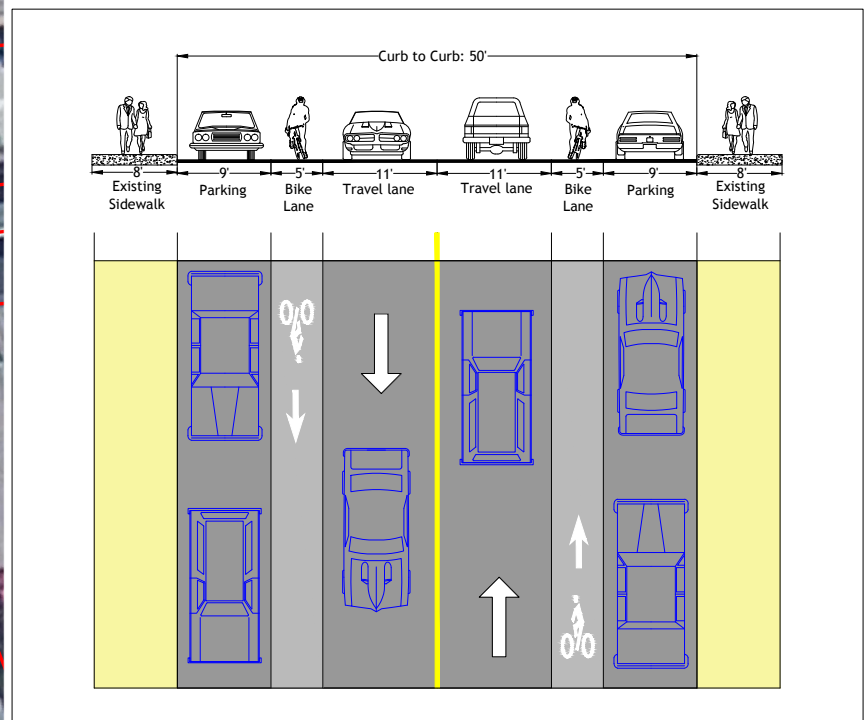 Curb to Curb: 50'
8' 9' 5' 11' 11' 5' 9' 8'
Existing Sidewalk
Parking
Bike Lane
Travel lane
Travel lane
Bike Lane
Parking
Existing Sidewalk